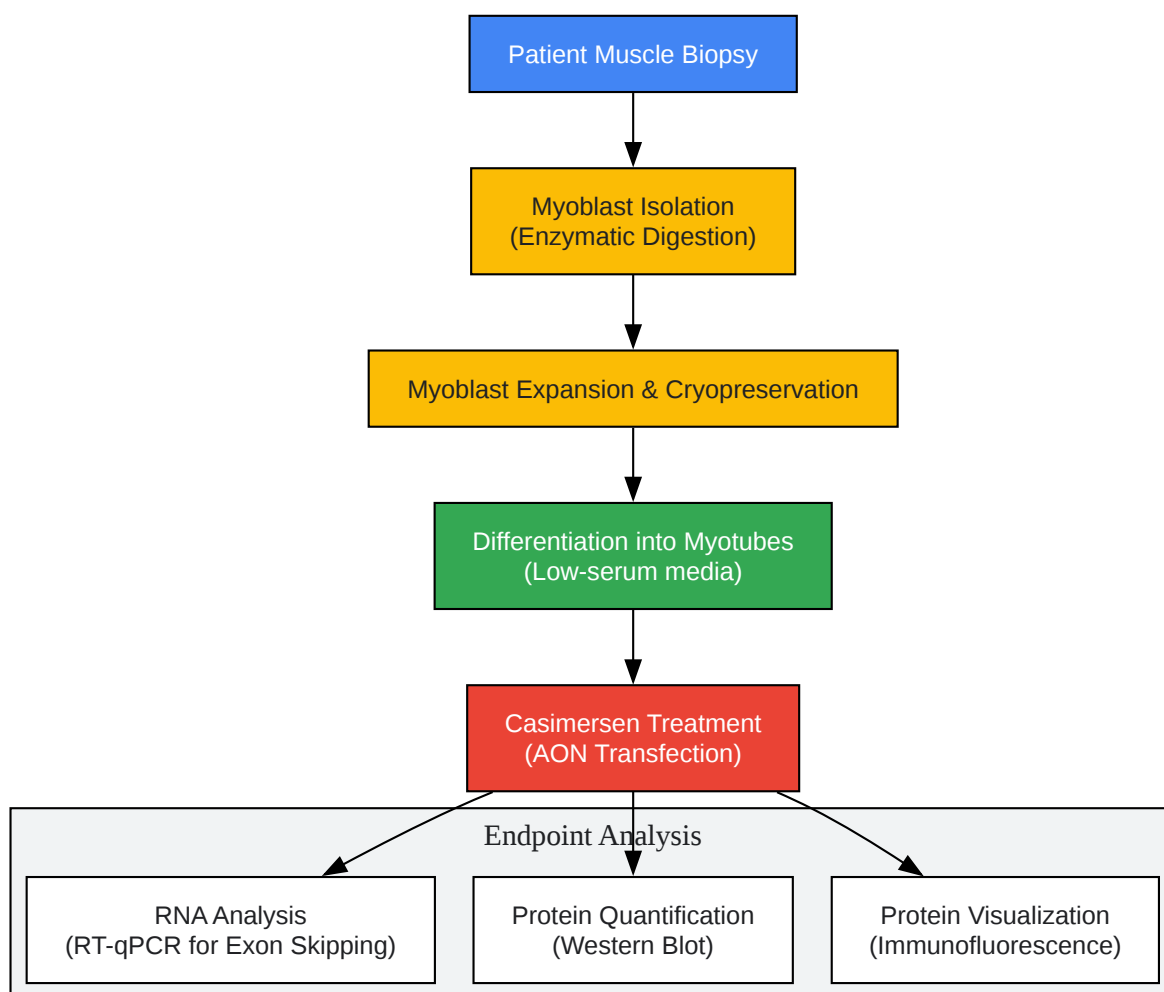 Patient Muscle Biopsy
Myoblast Isolation
(Enzymatic Digestion)
Myoblast Expansion & Cryopreservation
Differentiation into Myotubes
(Low-serum media)
Casimersen Treatment
(AON Transfection)
Endpoint Analysis
RNA Analysis
(RT-qPCR for Exon Skipping)
Protein Quantification
(Western Blot)
Protein Visualization
(Immunofluorescence)